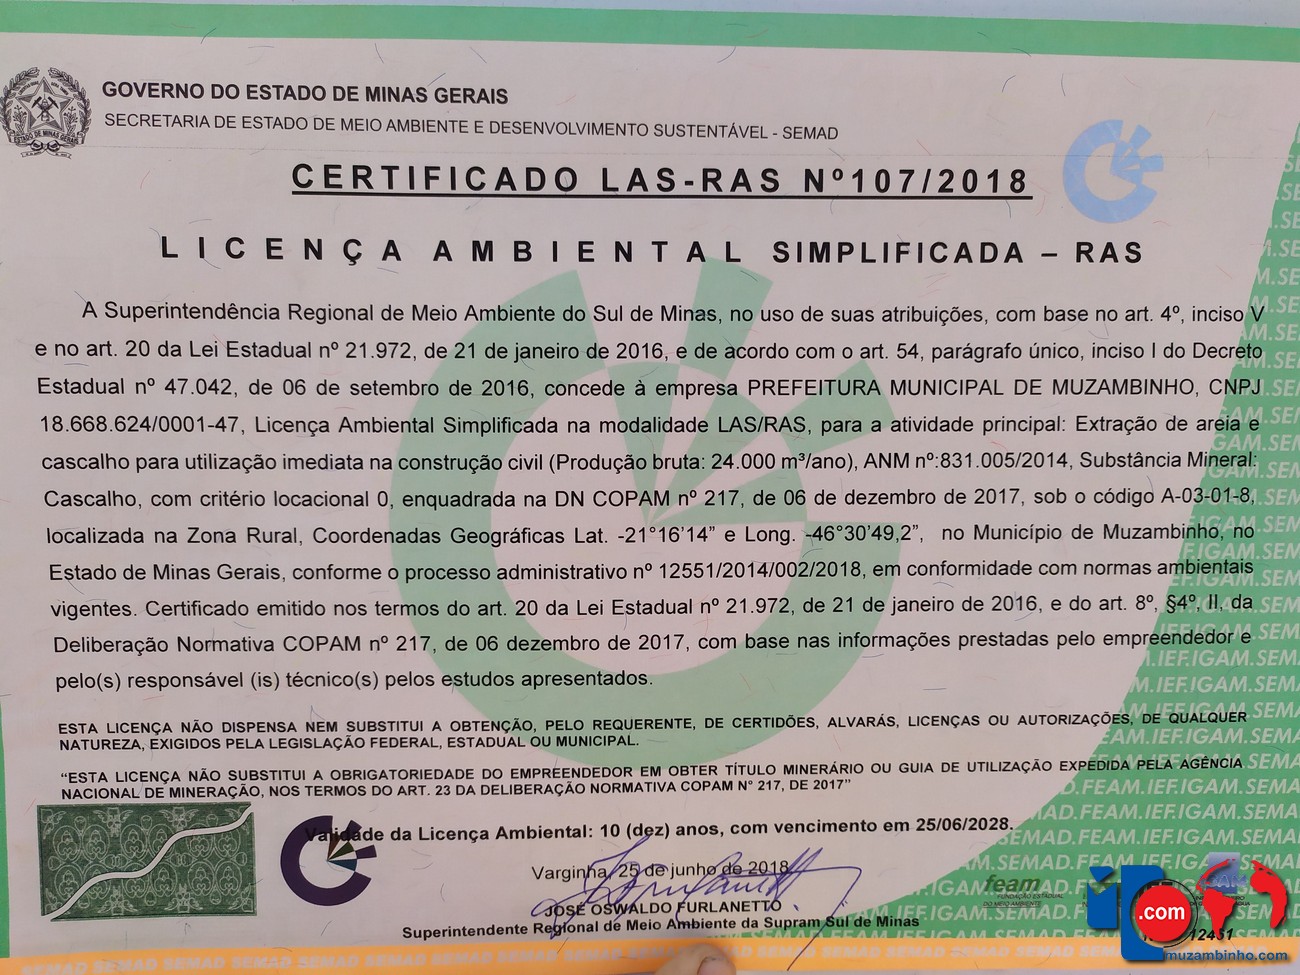 GOVERNO DO ESTADO DE MINAS GERAIS
SECRETARIA DE ESTADO DE MEIO AMBIENTE E DESENVOLVIMENTO SUSTENTÁVEL - SEMAD
CERTIFICADO LAS-RAS Nº107/2018
LICENÇA AMBIENTAL SIMPLIFICADA – RAS
A Superintendência Regional de Meio Ambiente do Sul de Minas, no uso de suas atribuições, com base no art. 4º, inciso V
e no art. 20 da Lei Estadual nº 21.972, de 21 de janeiro de 2016, e de acordo com o art. 54, parágrafo único, inciso I do Decreto
Estadual nº 47.042, de 06 de setembro de 2016, concede à empresa PREFEITURA MUNICIPAL DE MUZAMBINHO, CNPJ
18.668.624/0001-47, Licença Ambiental Simplificada na modalidade LAS/RAS, para a atividade principal: Extração de areia e
cascalho para utilização imediata na construção civil (Produção bruta: 24.000 m³/ano), ANM nº:831.005/2014, Substância Mineral:
Cascalho, com critério locacional 0, enquadrada na DN COPAM nº 217, de 06 de dezembro de 2017, sob o código A-03-01-8,
localizada na Zona Rural, Coordenadas Geográficas Lat. -21°16'14” e Long. -46°30'49,2”, no Município de Muzambinho, no
Estado de Minas Gerais, conforme o processo administrativo nº 12551/2014/002/2018, em conformidade com normas ambientais
vigentes. Certificado emitido nos termos do art. 20 da Lei Estadual nº 21.972, de 21 de janeiro de 2016, e do art. 8º, §4º, II, da
Deliberação Normativa COPAM nº 217, de 06 de dezembro de 2017, com base nas informações prestadas pelo empreendedor e
pelo(s) responsável (is) técnico(s) pelos estudos apresentados.
ESTA LICENÇA NÃO DISPENSA NEM SUBSTITUI A OBTENÇÃO, PELO REQUERENTE, DE CERTIDÕES, ALVARÁS, LICENÇAS OU AUTORIZAÇÕES, DE QUALQUER
NATUREZA, EXIGIDOS PELA LEGISLAÇÃO FEDERAL, ESTADUAL OU MUNICIPAL.
“ESTA LICENÇA NÃO SUBSTITUI A OBRIGATORIEDADE DO EMPREENDEDOR EM OBTER TÍTULO MINERÁRIO OU GUIA DE UTILIZAÇÃO EXPEDIDA PELA AGÊNCIA
NACIONAL DE MINERAÇÃO, NOS TERMOS DO ART. 23 DA DELIBERAÇÃO NORMATIVA COPAM N° 217, DE 2017”
Validade da Licença Ambiental: 10 (dez) anos, com vencimento em 25/06/2028.
Varginha, 25 de junho de 2018
JOSÉ OSWALDO FURLANETTO
Superintendente Regional de Meio Ambiente da Supram Sul de Minas
feam
FUNDAÇÃO ESTADUAL
DO MEIO AMBIENTE
.com
12451
muzambinho.com
SEMAD SEMAD SEMAD SEMAD SEMAD SEMAD